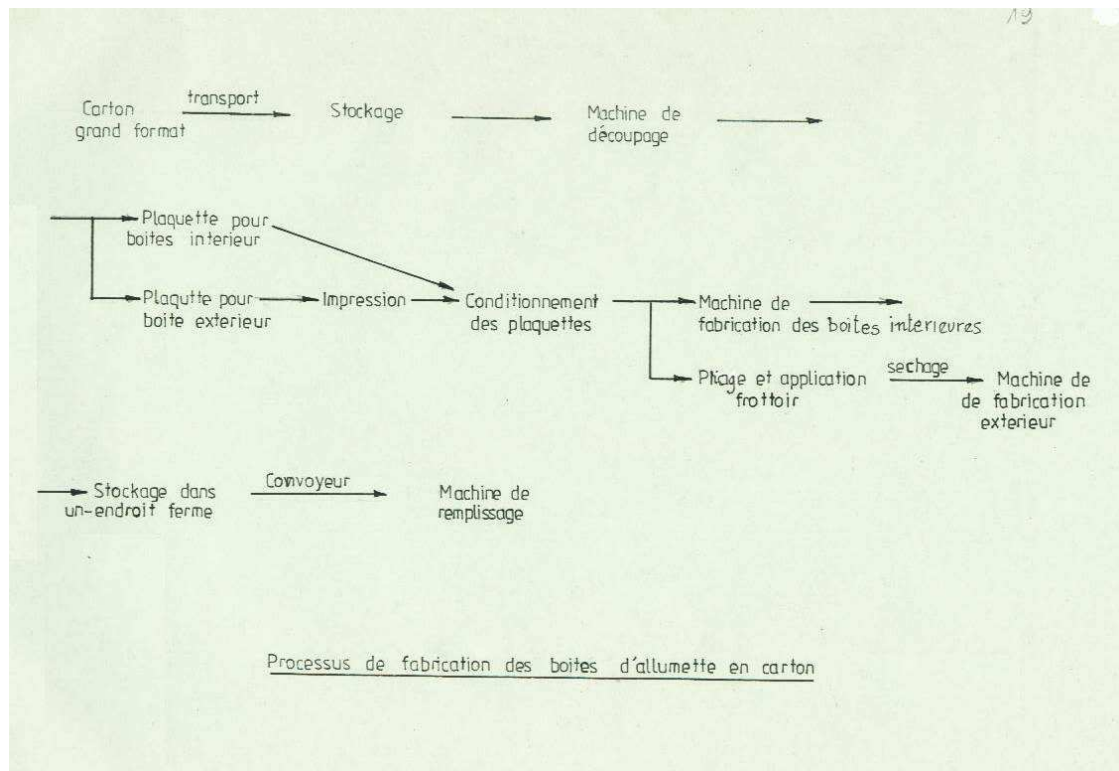 19
transport
Carton
grand format
Stockage
Machine de
découpage
Plaquette pour
boites interieur
Plaqutte pour
boite exterieur
Impression
Conditionnement
des plaquettes
Machine de
fabrication des boites interieures
Pliage et application
frottoir
sechage
Machine de
de fabrication
exterieur
Stockage dans
un-endroit ferme
Convoyeur
Machine de
remplissage
Processus de fabrication des boites d'allumette en carton